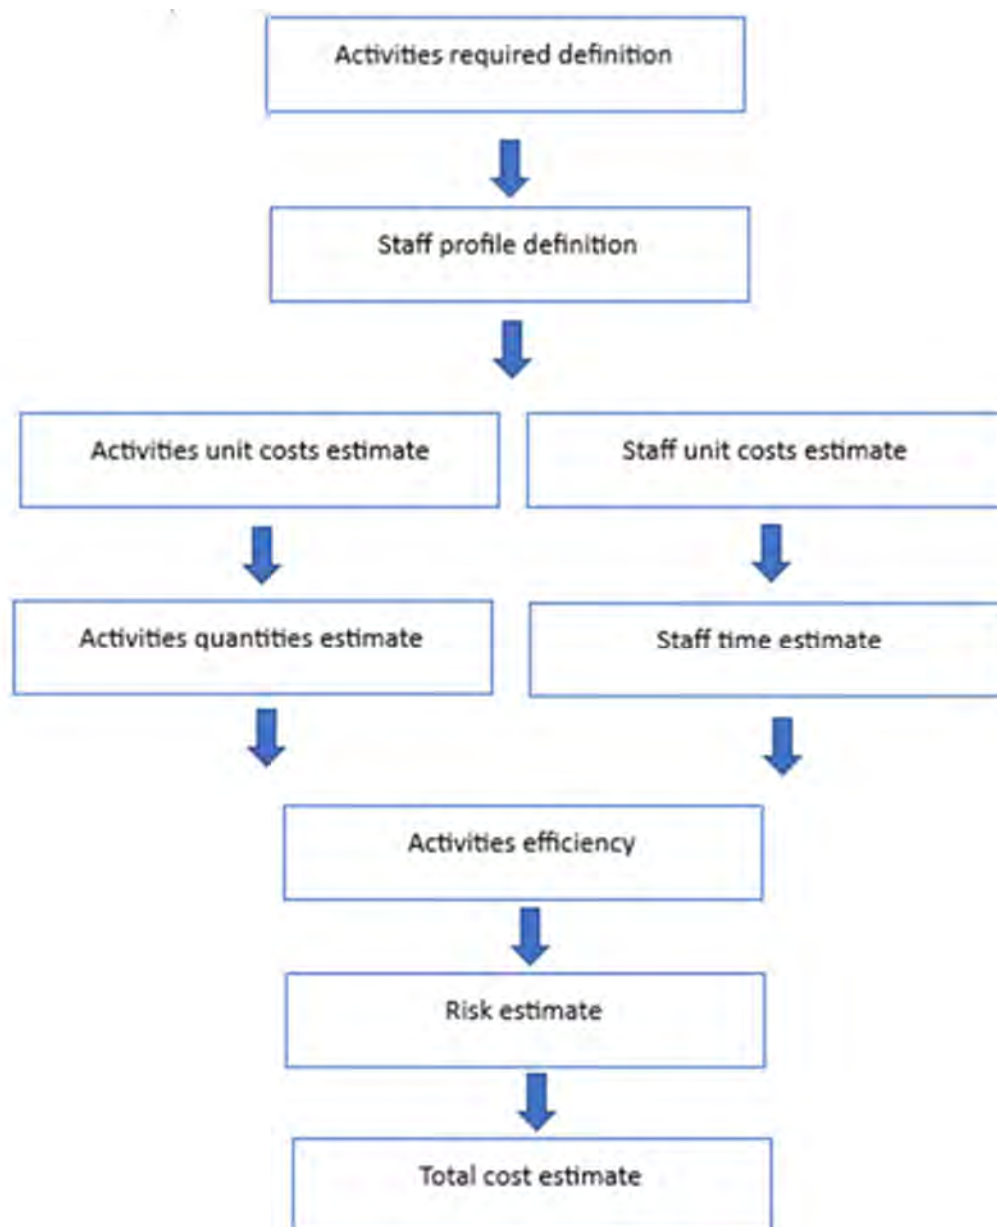 Activities required definition
Staff profile definition
Activities unit costs estimate
Staff unit costs estimate
Activities quantities estimate
Staff time estimate
Activities efficiency
Risk estimate
Total cost estimate